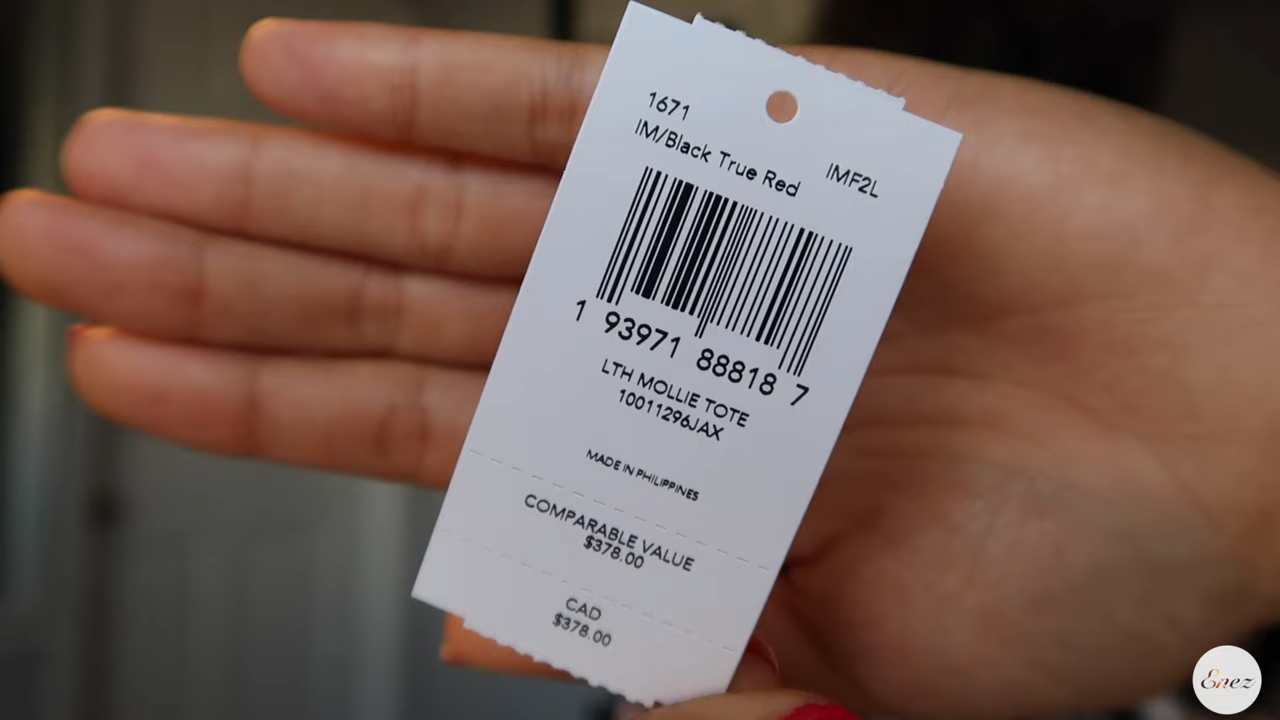 1671
IM/Black True Red IMF2L
1 93971 88818 7
LTH MOLLIE TOTE
10011296JAX
MADE IN PHILIPPINES
COMPARABLE VALUE
$378.00
CAD
$378.00
Enez